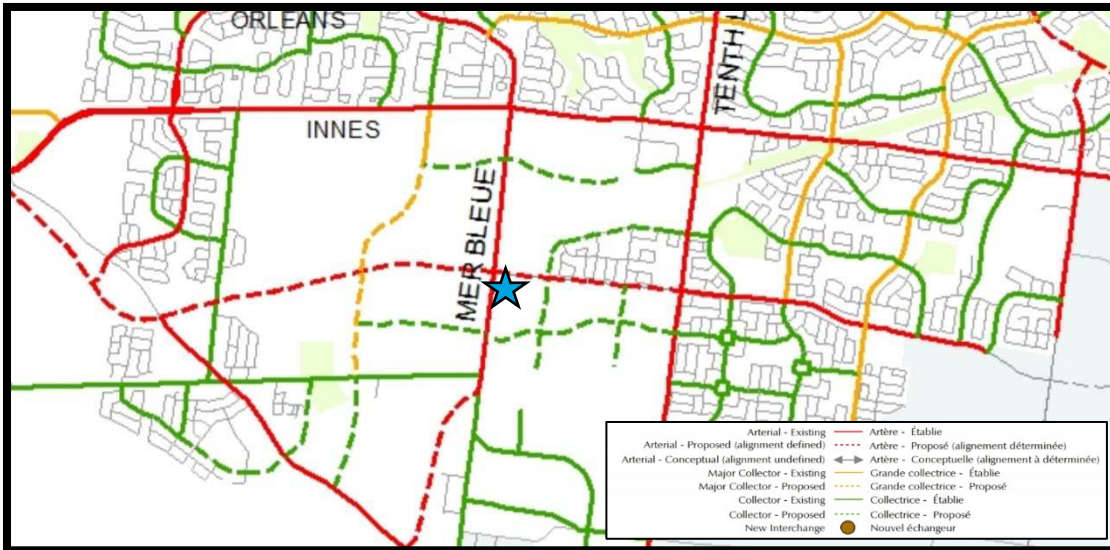 ORLEANS
TENTH L
INNES
MER BLEUE
Arterial - Existing Artère - Établie
Arterial - Proposed (alignment defined) Artère - Proposé (alignement déterminée)
Arterial - Conceptual (alignment undefined) Artère - Conceptuelle (alignement à déterminée)
Major Collector - Existing Grande collectrice - Établie
Major Collector - Proposed Grande collectrice - Proposé
Collector - Existing Collectrice - Établie
Collector - Proposed Collectrice - Proposé
New Interchange Nouvel échangeur